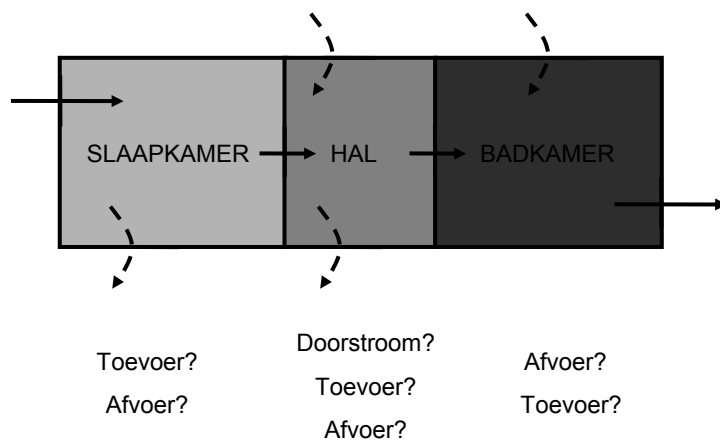 SLAAPKAMER
HAL
BADKAMER
Toevoer?
Afvoer?
Doorstroom?
Toevoer?
Afvoer?
Afvoer?
Toevoer?